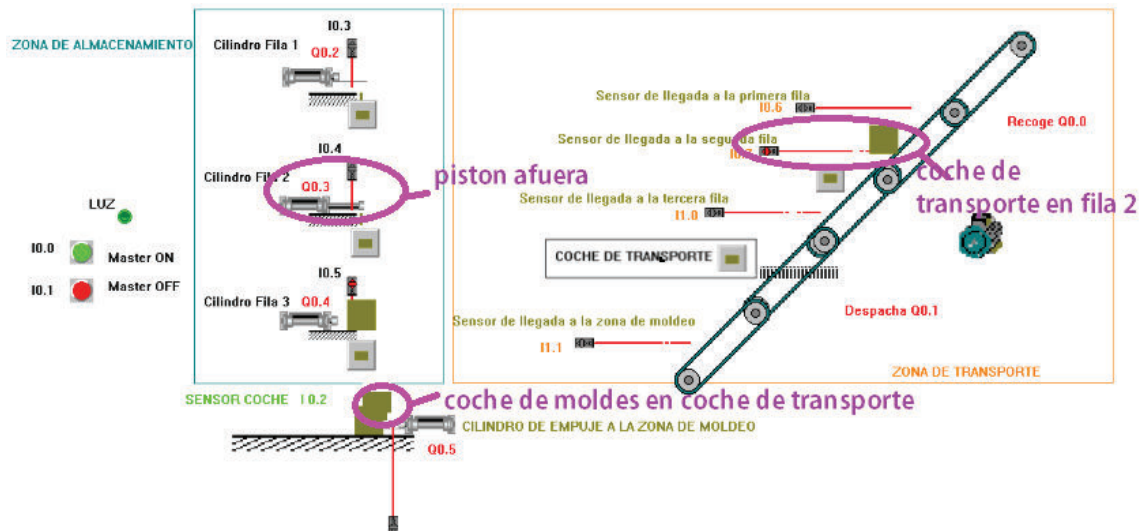 ZONA DE ALMACENAMIENTO
I0.3
Cilindro Fila 1
Q0.2
I0.4
Cilindro Fila 2
Q0.3
piston afuera
LUZ
I0.0
Master ON
I0.1
Master OFF
I0.5
Cilindro Fila 3
Q0.4
Sensor de llegada a la primera fila
I0.6
Recoge Q0.0
Sensor de llegada a la segunda fila
I0.7
coche de
transporte en fila 2
Sensor de llegada a la tercera fila
I1.0
COCHE DE TRANSPORTE
Despacha Q0.1
Sensor de llegada a la zona de moldeo
I1.1
ZONA DE TRANSPORTE
SENSOR COCHE I 0.2
coche de moldes en coche de transporte
CILINDRO DE EMPUJE A LA ZONA DE MOLDEO
Q0.5